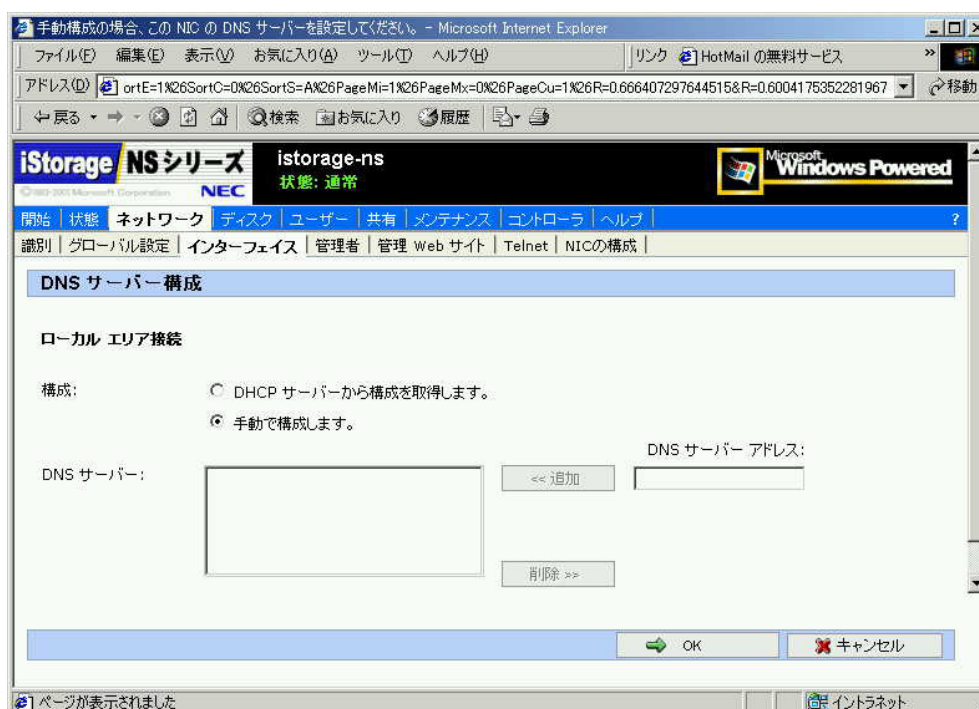 手動構成の場合、この NIC の DNS サーバーを設定してください。 - Microsoft Internet Explorer
ファイル(F) 編集(E) 表示(V) お気に入り(A) ツール(T) ヘルプ(H) リンク HotMail の無料サービス »
アドレス(D) ortE=1%26SortC=0%26SortS=A%26PageMi=1%26PageMx=0%26PageCu=1%26R=0.6664072976445​15&R=0.6004175352281967 移動
戻る 検索 お気に入り 履歴
iStorage NSシリーズ istorage-ns Microsoft Windows Powered
状態: 通常
©1983-2001 Microsoft Corporation NEC
開始 | 状態 | ネットワーク | ディスク | ユーザー | 共有 | メンテナンス | コントローラ | ヘルプ | ?
識別 | グローバル設定 | インターフェイス | 管理者 | 管理 Web サイト | Telnet | NICの構成 |
DNS サーバー構成
ローカル エリア接続
構成: DHCP サーバーから構成を取得します。
手動で構成します。
DNS サーバー アドレス:
DNS サーバー: << 追加
削除 >>
OK キャンセル
ページが表示されました イントラネット